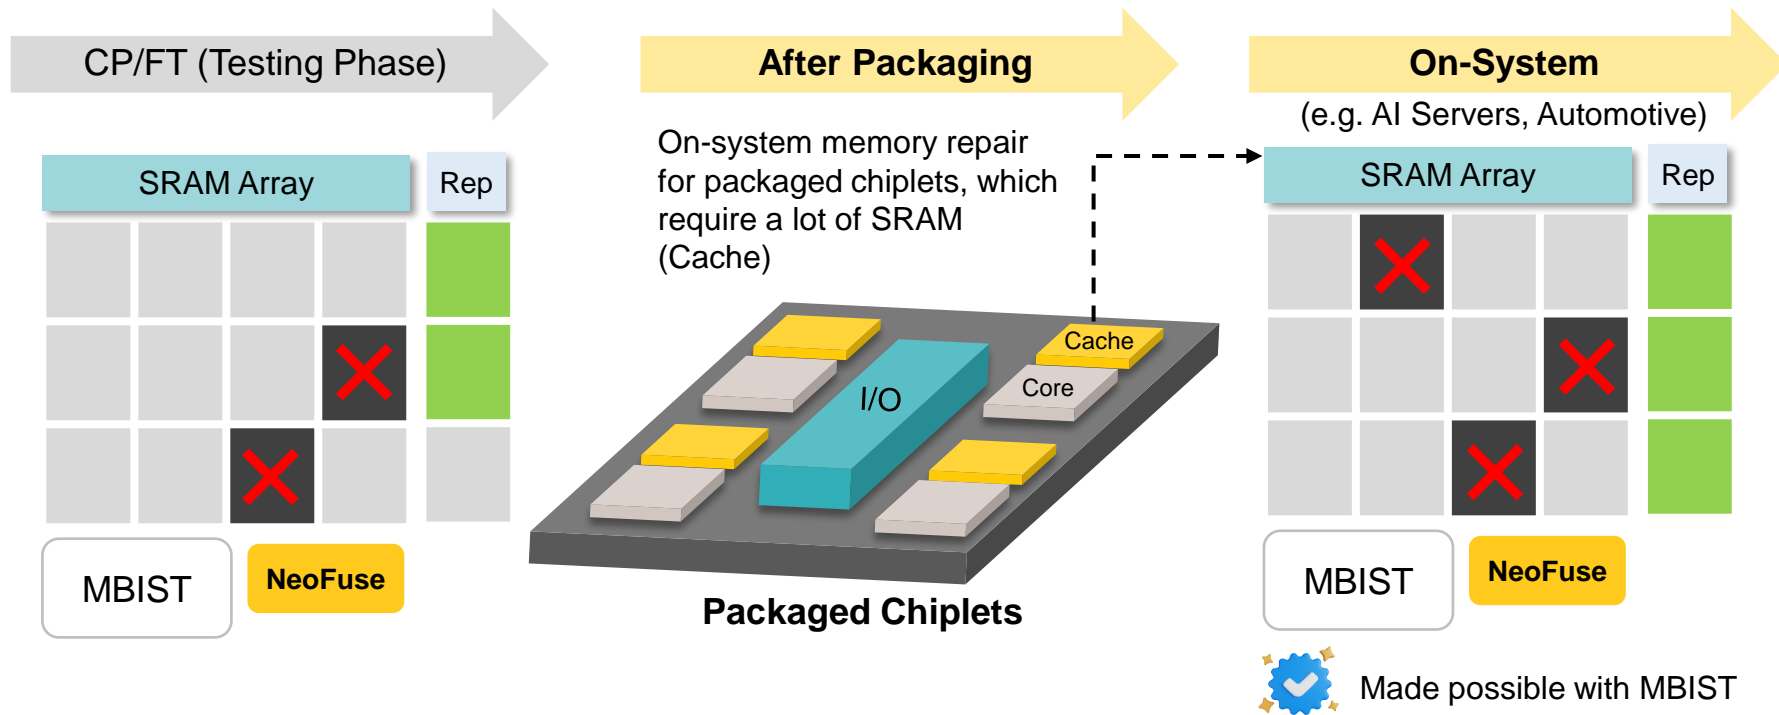 CP/FT (Testing Phase)
SRAM Array
Rep
MBIST
NeoFuse
After Packaging
On-system memory repair
for packaged chiplets, which
require a lot of SRAM
(Cache)
Cache
Core
I/O
Packaged Chiplets
On-System
(e.g. AI Servers, Automotive)
SRAM Array
Rep
MBIST
NeoFuse
Made possible with MBIST